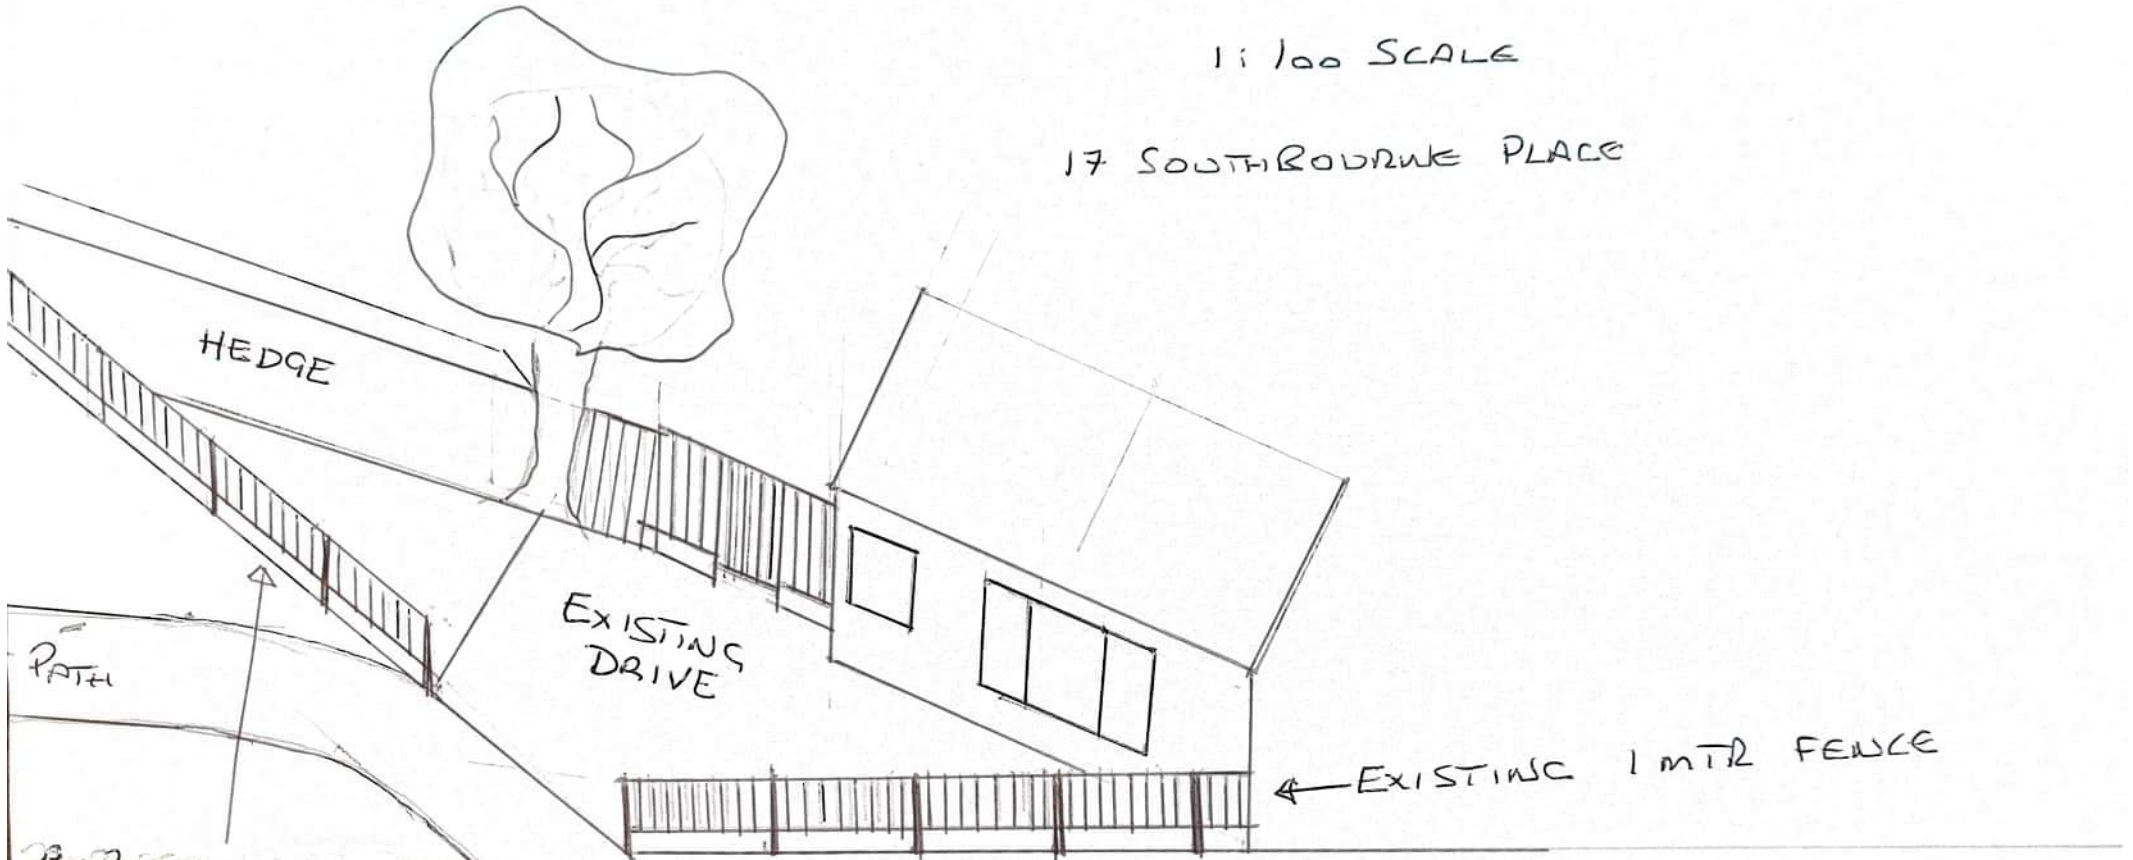 1:100 SCALE
17 SOUTHBOURNE PLACE
HEDGE
EXISTING
DRIVE
PATH
EXISTING 1 MTR FENCE